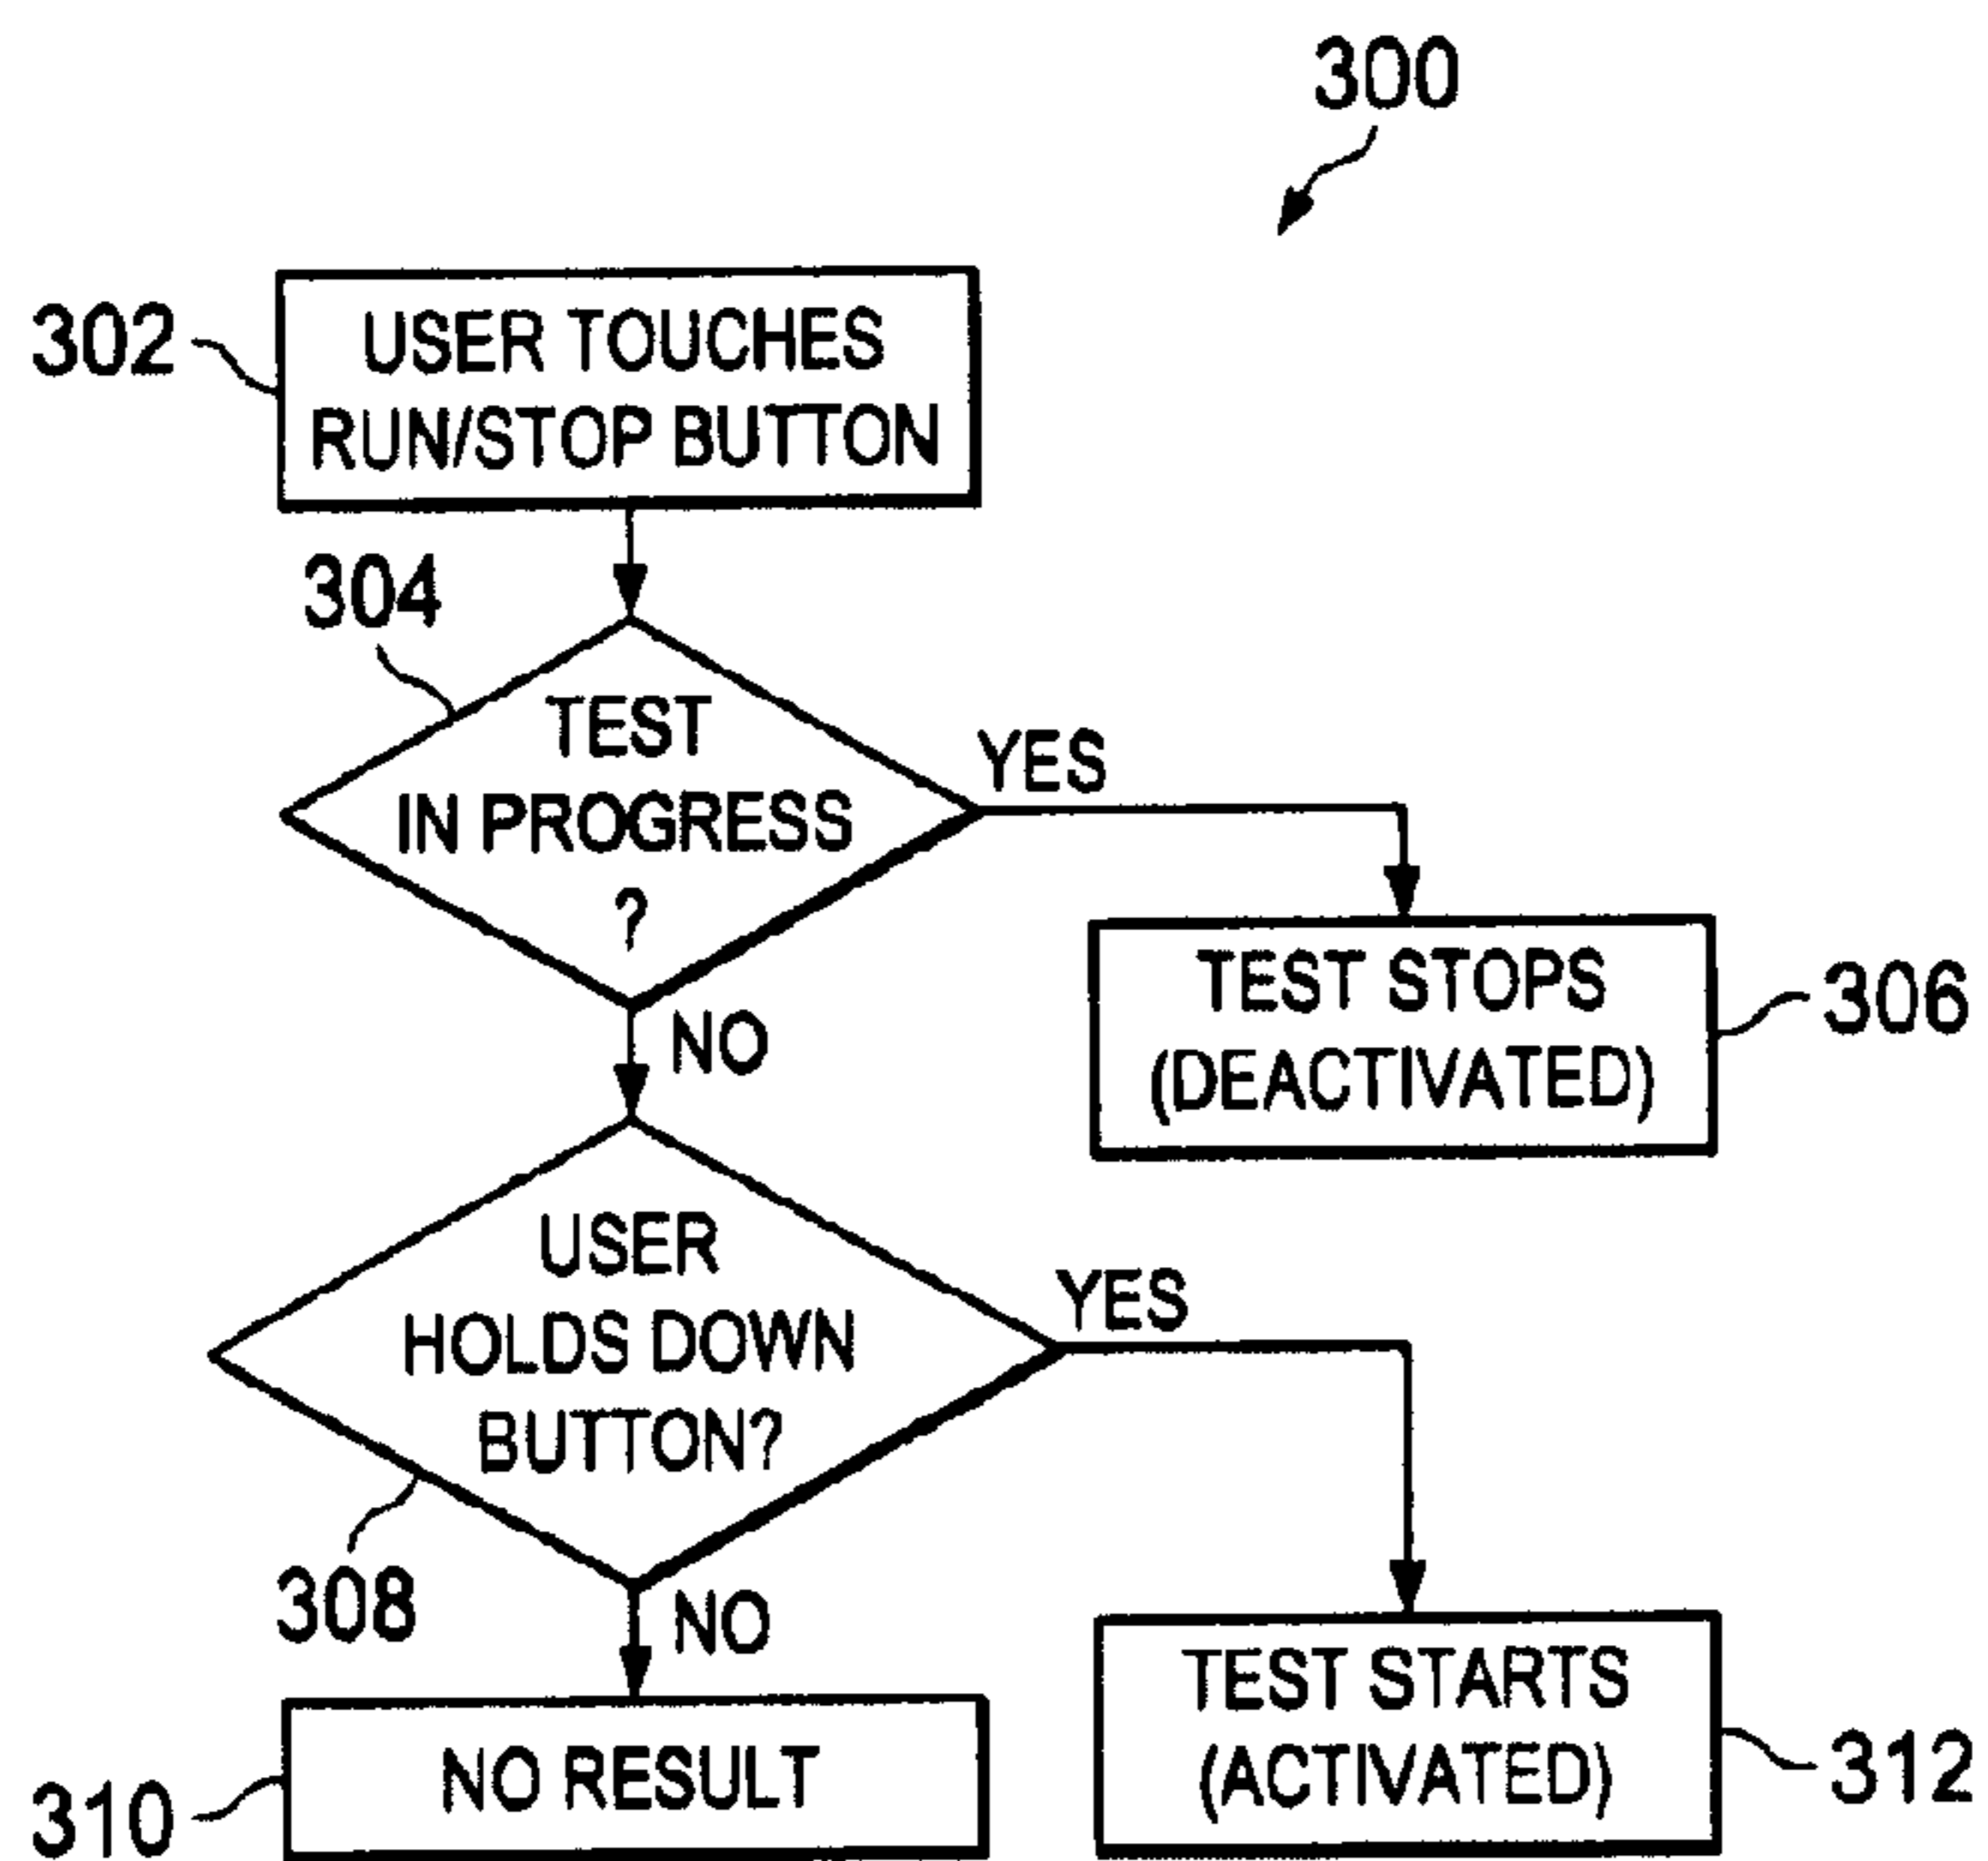 300
302
USER TOUCHES
RUN/STOP BUTTON
304
TEST
IN PROGRESS
?
YES
NO
TEST STOPS
(DEACTIVATED)
306
USER
HOLDS DOWN
BUTTON?
YES
308
NO
NO RESULT
310
TEST STARTS
(ACTIVATED)
312